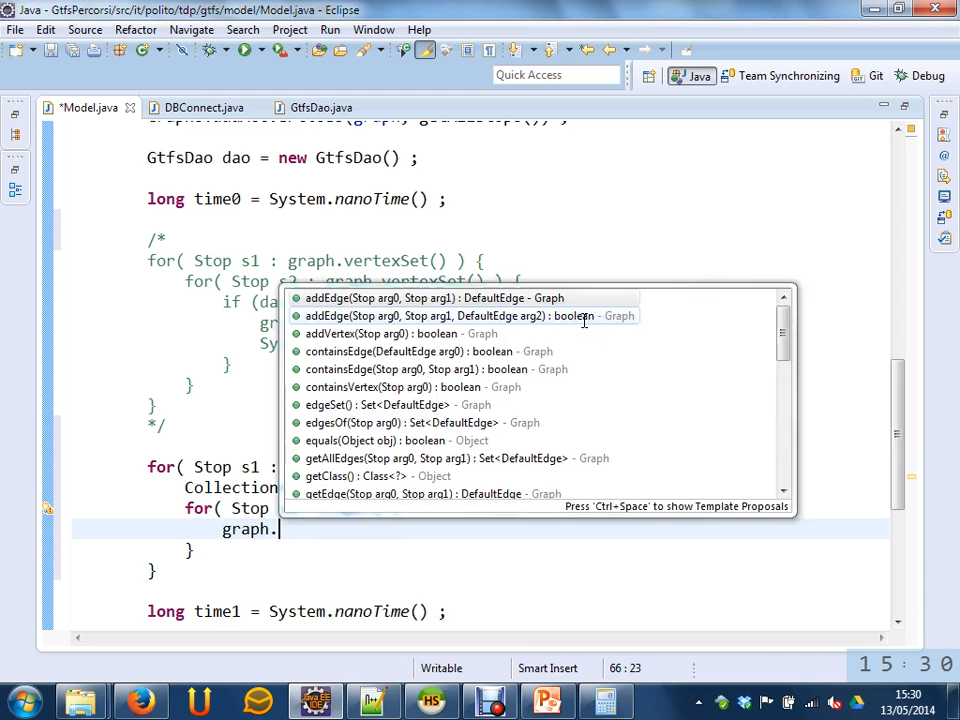 Java - GtfsPercorsi/src/it/polito/tdp/gtfs/model/Model.java - Eclipse
File Edit Source Refactor Navigate Search Project Run Window Help
Quick Access
Java Team Synchronizing Git Debug
*Model.java DBConnect.java GtfsDao.java
GtfsDao dao = new GtfsDao() ;
long time0 = System.nanoTime() ;
/*
for( Stop s1 : graph.vertexSet() ) {
for( Stop s2 : graph.vertexSet() {
if (da
addEdge(Stop arg0, Stop arg1) : DefaultEdge - Graph
gr
addEdge(Stop arg0, Stop arg1, DefaultEdge arg2) : boolean - Graph
Sy
addVertex(Stop arg0) : boolean - Graph
}
containsEdge(DefaultEdge arg0) : boolean - Graph
containsEdge(Stop arg0, Stop arg1) : boolean - Graph
}
containsVertex(Stop arg0) : boolean - Graph
}
edgeSet() : Set<DefaultEdge> - Graph
*/
edgesOf(Stop arg0) : Set<DefaultEdge> - Graph
equals(Object obj) : boolean - Object
getAllEdges(Stop arg0, Stop arg1) : Set<DefaultEdge> - Graph
for( Stop s1 :
getClass() : Class<?> - Object
Collection
getEdge(Stop arg0, Stop arg1) : DefaultEdge - Graph
for( Stop
Press 'Ctrl+Space' to show Template Proposals
graph.
}
}
long time1 = System.nanoTime() ;
Writable Smart Insert 66 : 23
15:30
HS
Java EE IDE
15:30
13/05/2014